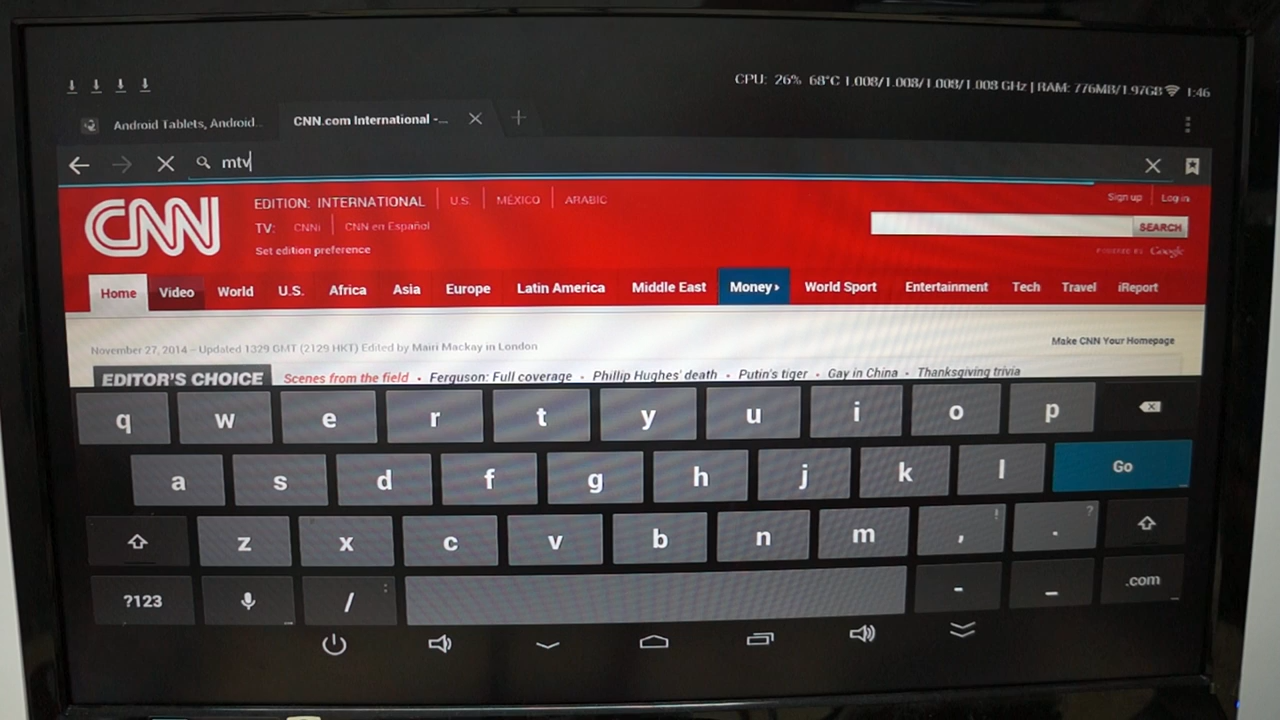 CPU: 26% 68°C 1.008/1.008/1.008/1.008 GHz | RAM: 776MB/1.97GB 1:46
Android Tablets, Android... CNN.com International -...
mtv
CNN
EDITION: INTERNATIONAL U.S. MÉXICO ARABIC
Sign up Log in
TV: CNNi CNN en Español
SEARCH
Set edition preference
POWERED BY Google
Home Video World U.S. Africa Asia Europe Latin America Middle East Money World Sport Entertainment Tech Travel iReport
November 27, 2014 -- Updated 1329 GMT (2129 HKT) Edited by Mairi Mackay in London
Make CNN Your Homepage
EDITOR'S CHOICE Scenes from the field • Ferguson: Full coverage • Phillip Hughes' death • Putin's tiger • Gay in China • Thanksgiving trivia
q w e r t y u i o p
a s d f g h j k l Go
z x c v b n m , ! . ?
?123 / : - _ .com